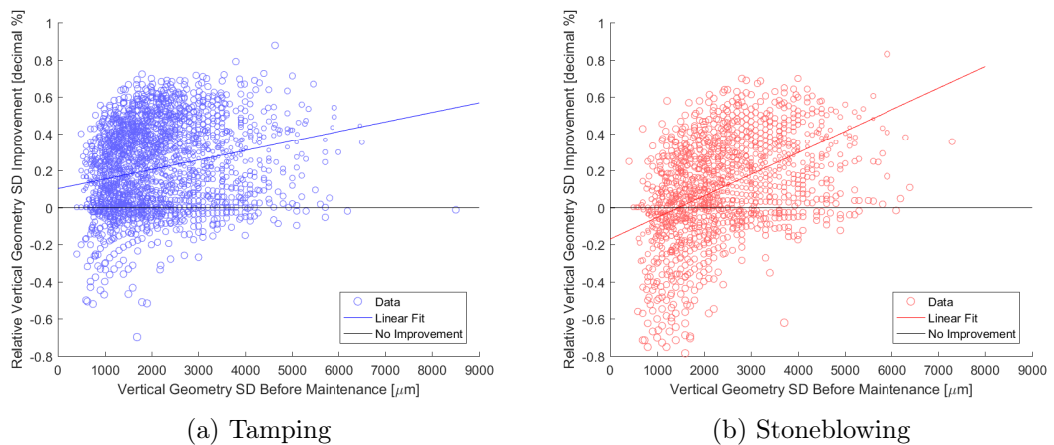 Relative Vertical Geometry SD Improvement [decimal %]
1
0.8
0.6
0.4
0.2
0
-0.2
-0.4
-0.6
-0.8
0 1000 2000 3000 4000 5000 6000 7000 8000 9000
Vertical Geometry SD Before Maintenance [μm]
Data
Linear Fit
No Improvement
(a) Tamping
Relative Vertical Geometry SD Improvement [decimal %]
1
0.8
0.6
0.4
0.2
0
-0.2
-0.4
-0.6
-0.8
0 1000 2000 3000 4000 5000 6000 7000 8000 9000
Vertical Geometry SD Before Maintenance [μm]
Data
Linear Fit
No Improvement
(b) Stoneblowing